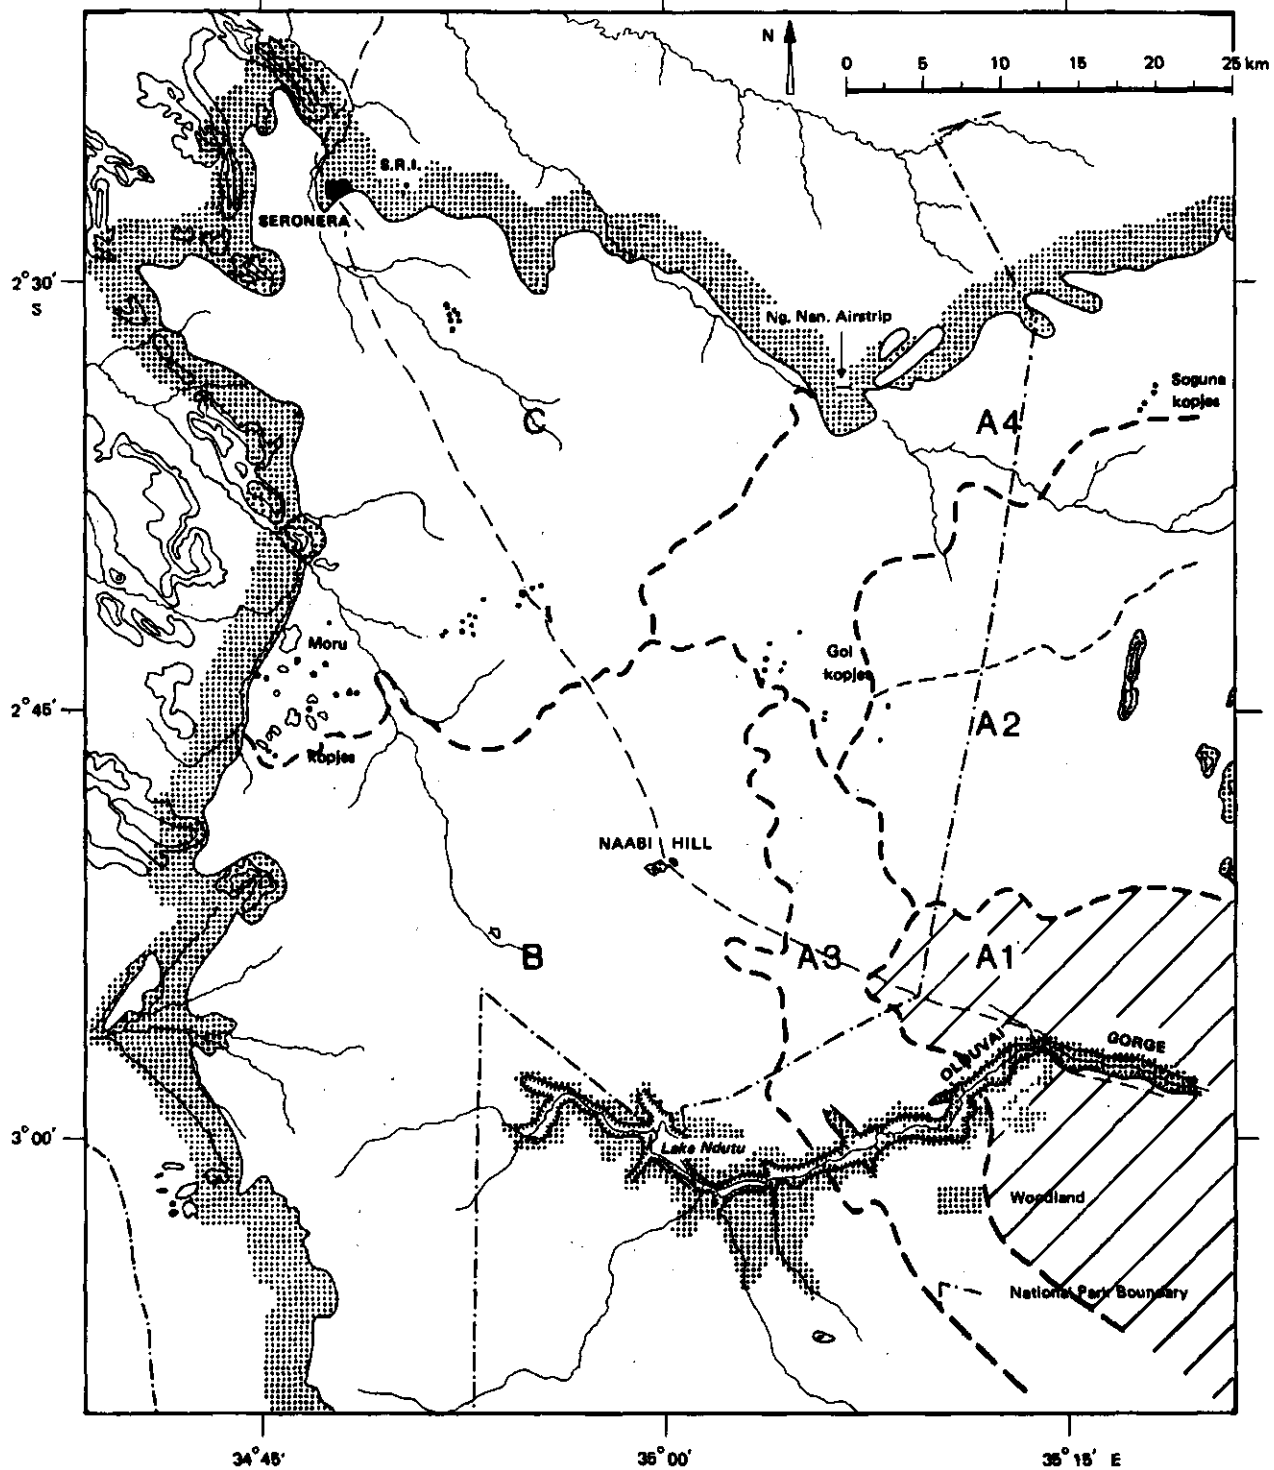 N
0 5 10 15 20 25 km
S.R.I.
SERONERA
2°30'
S
Ng. Nan. Airstrip
Soguna
kopjes
C
A4
Moru
Gol
kopjes
2°45'
A2
kopjes
NAABI HILL
B
A3
A1
OLDUVAI GORGE
3°00'
Lake Ndutu
Woodland
National Park Boundary
34°45'
35°00'
35°15' E